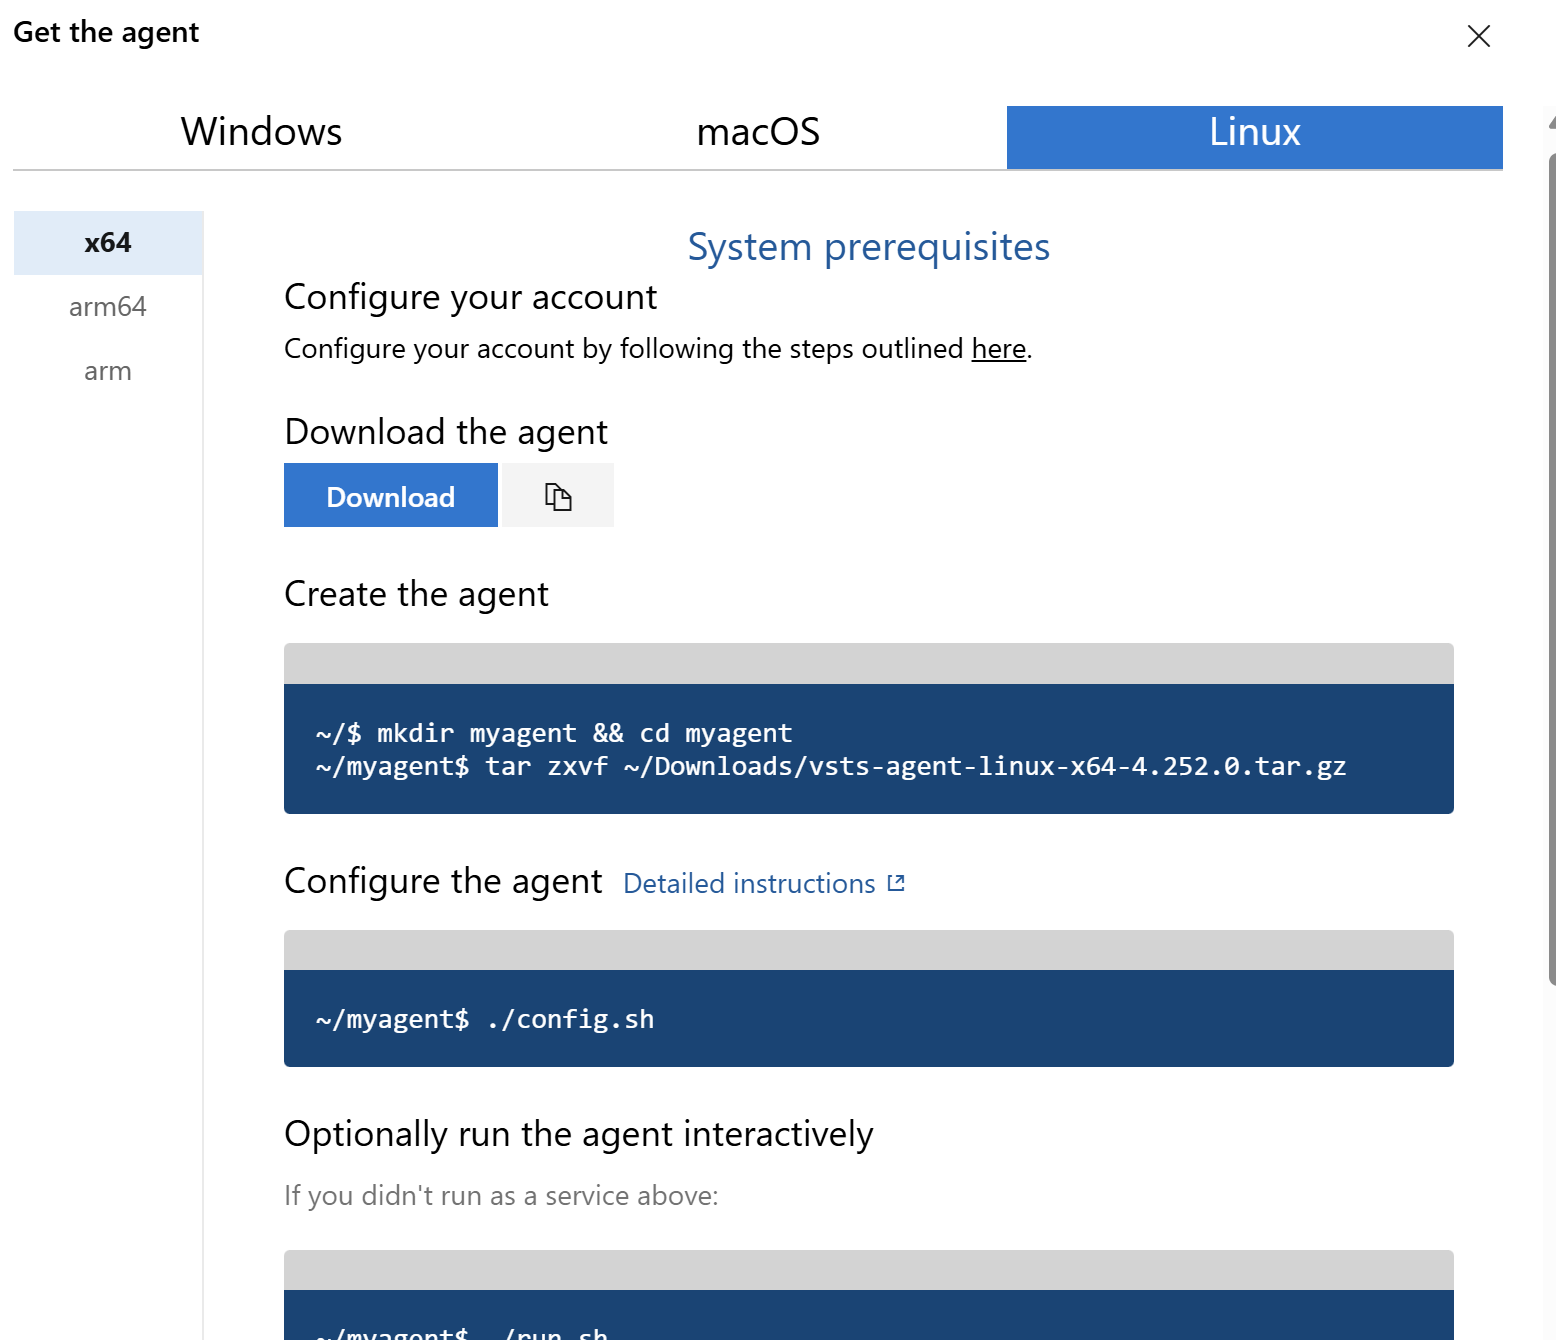 Get the agent
Windows
macOS
Linux
x64
arm64
arm
System prerequisites
Configure your account
Configure your account by following the steps outlined here.
Download the agent
Download
Create the agent
~/$ mkdir myagent && cd myagent
~/myagent$ tar zxvf ~/Downloads/vsts-agent-linux-x64-4.252.0.tar.gz
Configure the agent Detailed instructions
~/myagent$ ./config.sh
Optionally run the agent interactively
If you didn't run as a service above:
~/myagent$ ./run.sh